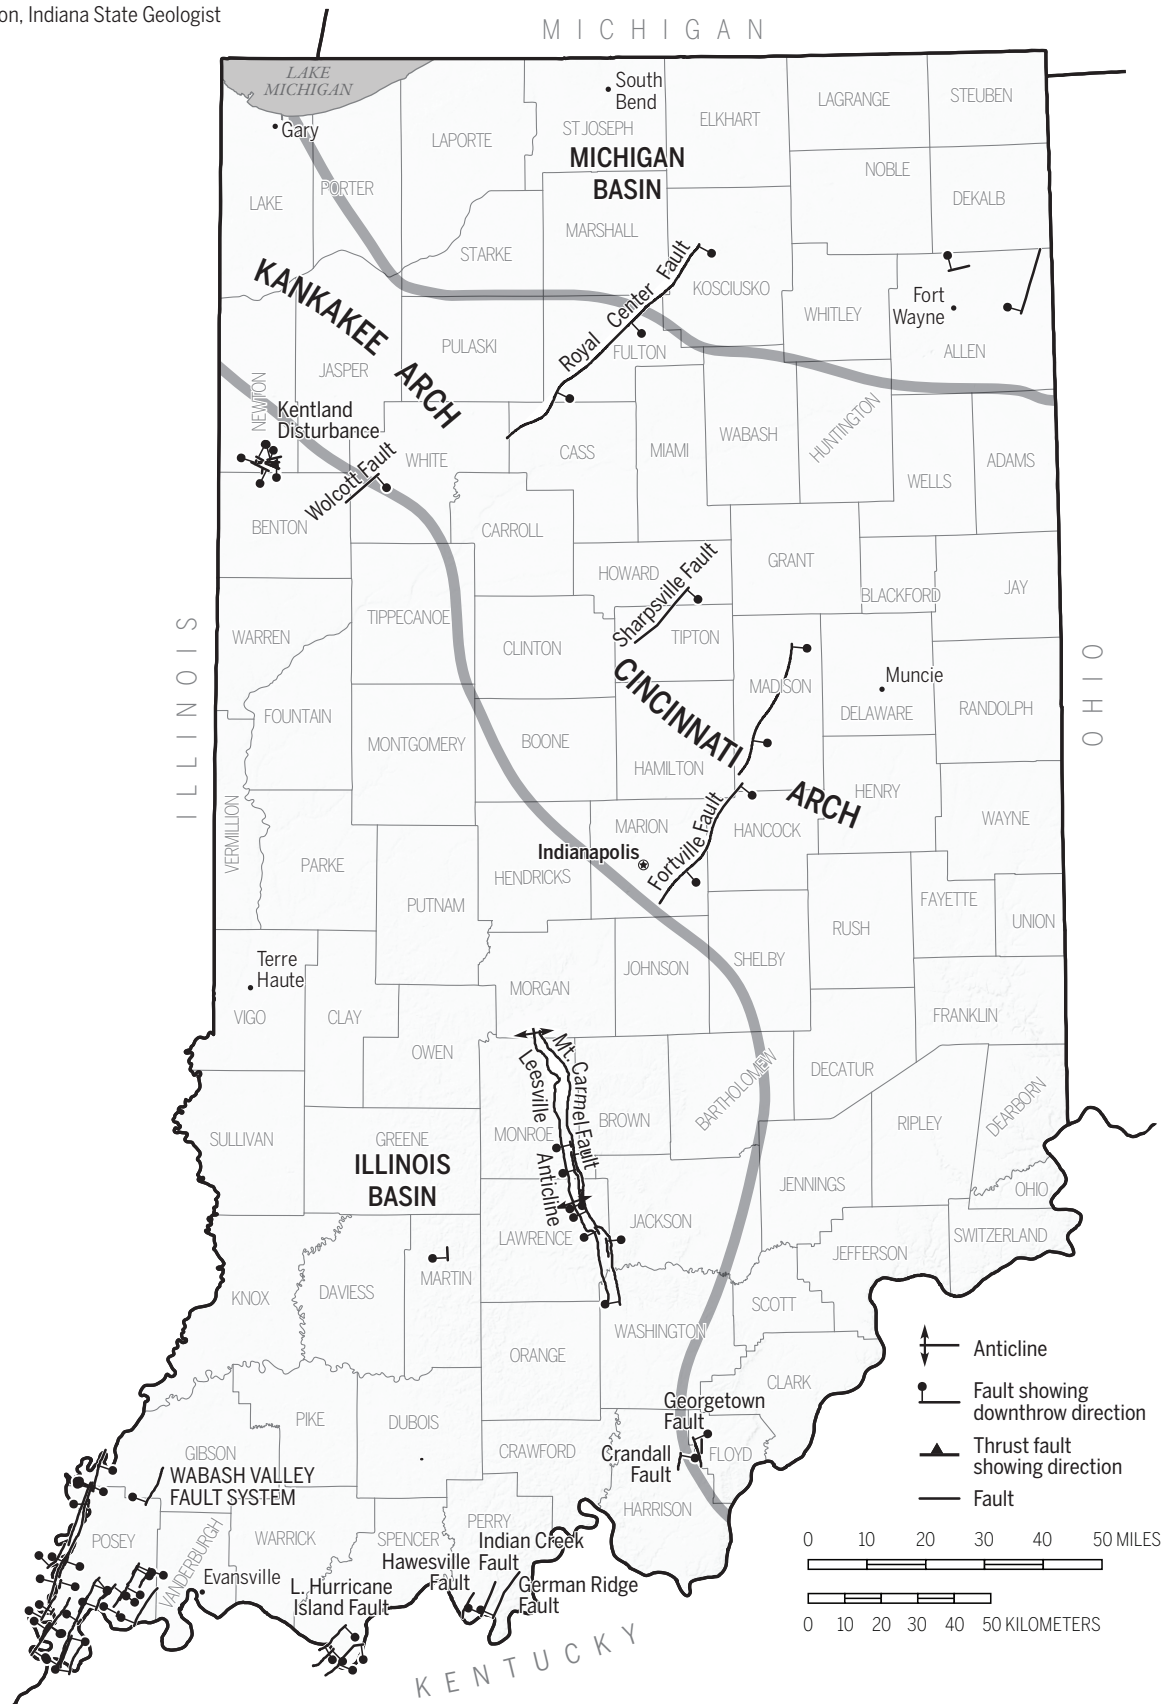 on, Indiana State Geologist
MICHIGAN
LAKE
MICHIGAN
Gary
South
Bend
LAPORTE
ST JOSEPH
ELKHART
LAGRANGE
STEUBEN
MICHIGAN
BASIN
NOBLE
DEKALB
LAKE
PORTER
STARKE
MARSHALL
KOSCIUSKO
WHITLEY
Fort
Wayne
ALLEN
KANKAKEE ARCH
Royal Center Fault
FULTON
PULASKI
JASPER
NEWTON
Kentland
Disturbance
WHITE
CASS
MIAMI
WABASH
HUNTINGTON
WELLS
ADAMS
Wolcott Fault
BENTON
CARROLL
HOWARD
GRANT
BLACKFORD
JAY
Sharpsville Fault
TIPTON
TIPPECANOE
CLINTON
WARREN
ILLINOIS
OHIO
CINCINNATI ARCH
MADISON
Muncie
DELAWARE
RANDOLPH
FOUNTAIN
MONTGOMERY
BOONE
HAMILTON
HENRY
WAYNE
VERMILLION
PARKE
PUTNAM
HENDRICKS
MARION
Indianapolis
Fortville Fault
HANCOCK
FAYETTE
UNION
RUSH
SHELBY
JOHNSON
MORGAN
Terre
Haute
VIGO
CLAY
OWEN
FRANKLIN
DECATUR
BARTHOLOMEW
Mt. Carmel Fault
Leesville Anticline
BROWN
MONROE
RIPLEY
DEARBORN
SULLIVAN
GREENE
ILLINOIS
BASIN
JENNINGS
OHIO
SWITZERLAND
JEFFERSON
JACKSON
LAWRENCE
MARTIN
DAVIESS
KNOX
SCOTT
WASHINGTON
ORANGE
CLARK
Georgetown
Fault
Crandall
Fault
FLOYD
HARRISON
CRAWFORD
DUBOIS
PIKE
GIBSON
WABASH VALLEY
FAULT SYSTEM
POSEY
VANDERBURGH
WARRICK
SPENCER
PERRY
Evansville
L. Hurricane
Island Fault
Hawesville
Fault
Indian Creek
Fault
German Ridge
Fault
KENTUCKY
Anticline
Fault showing
downthrow direction
Thrust fault
showing direction
Fault
0 10 20 30 40 50 MILES
0 10 20 30 40 50 KILOMETERS